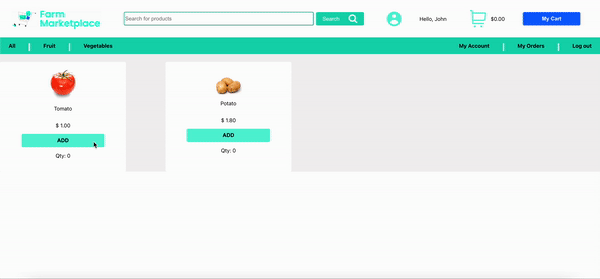 Farm
Marketplace
Search for products
Search
Hello, John
$0.00
My Cart
All
Fruit
Vegetables
My Account
My Orders
Log out
Tomato
$ 1.00
ADD
Qty: 0
Potato
$ 1.80
ADD
Qty: 0